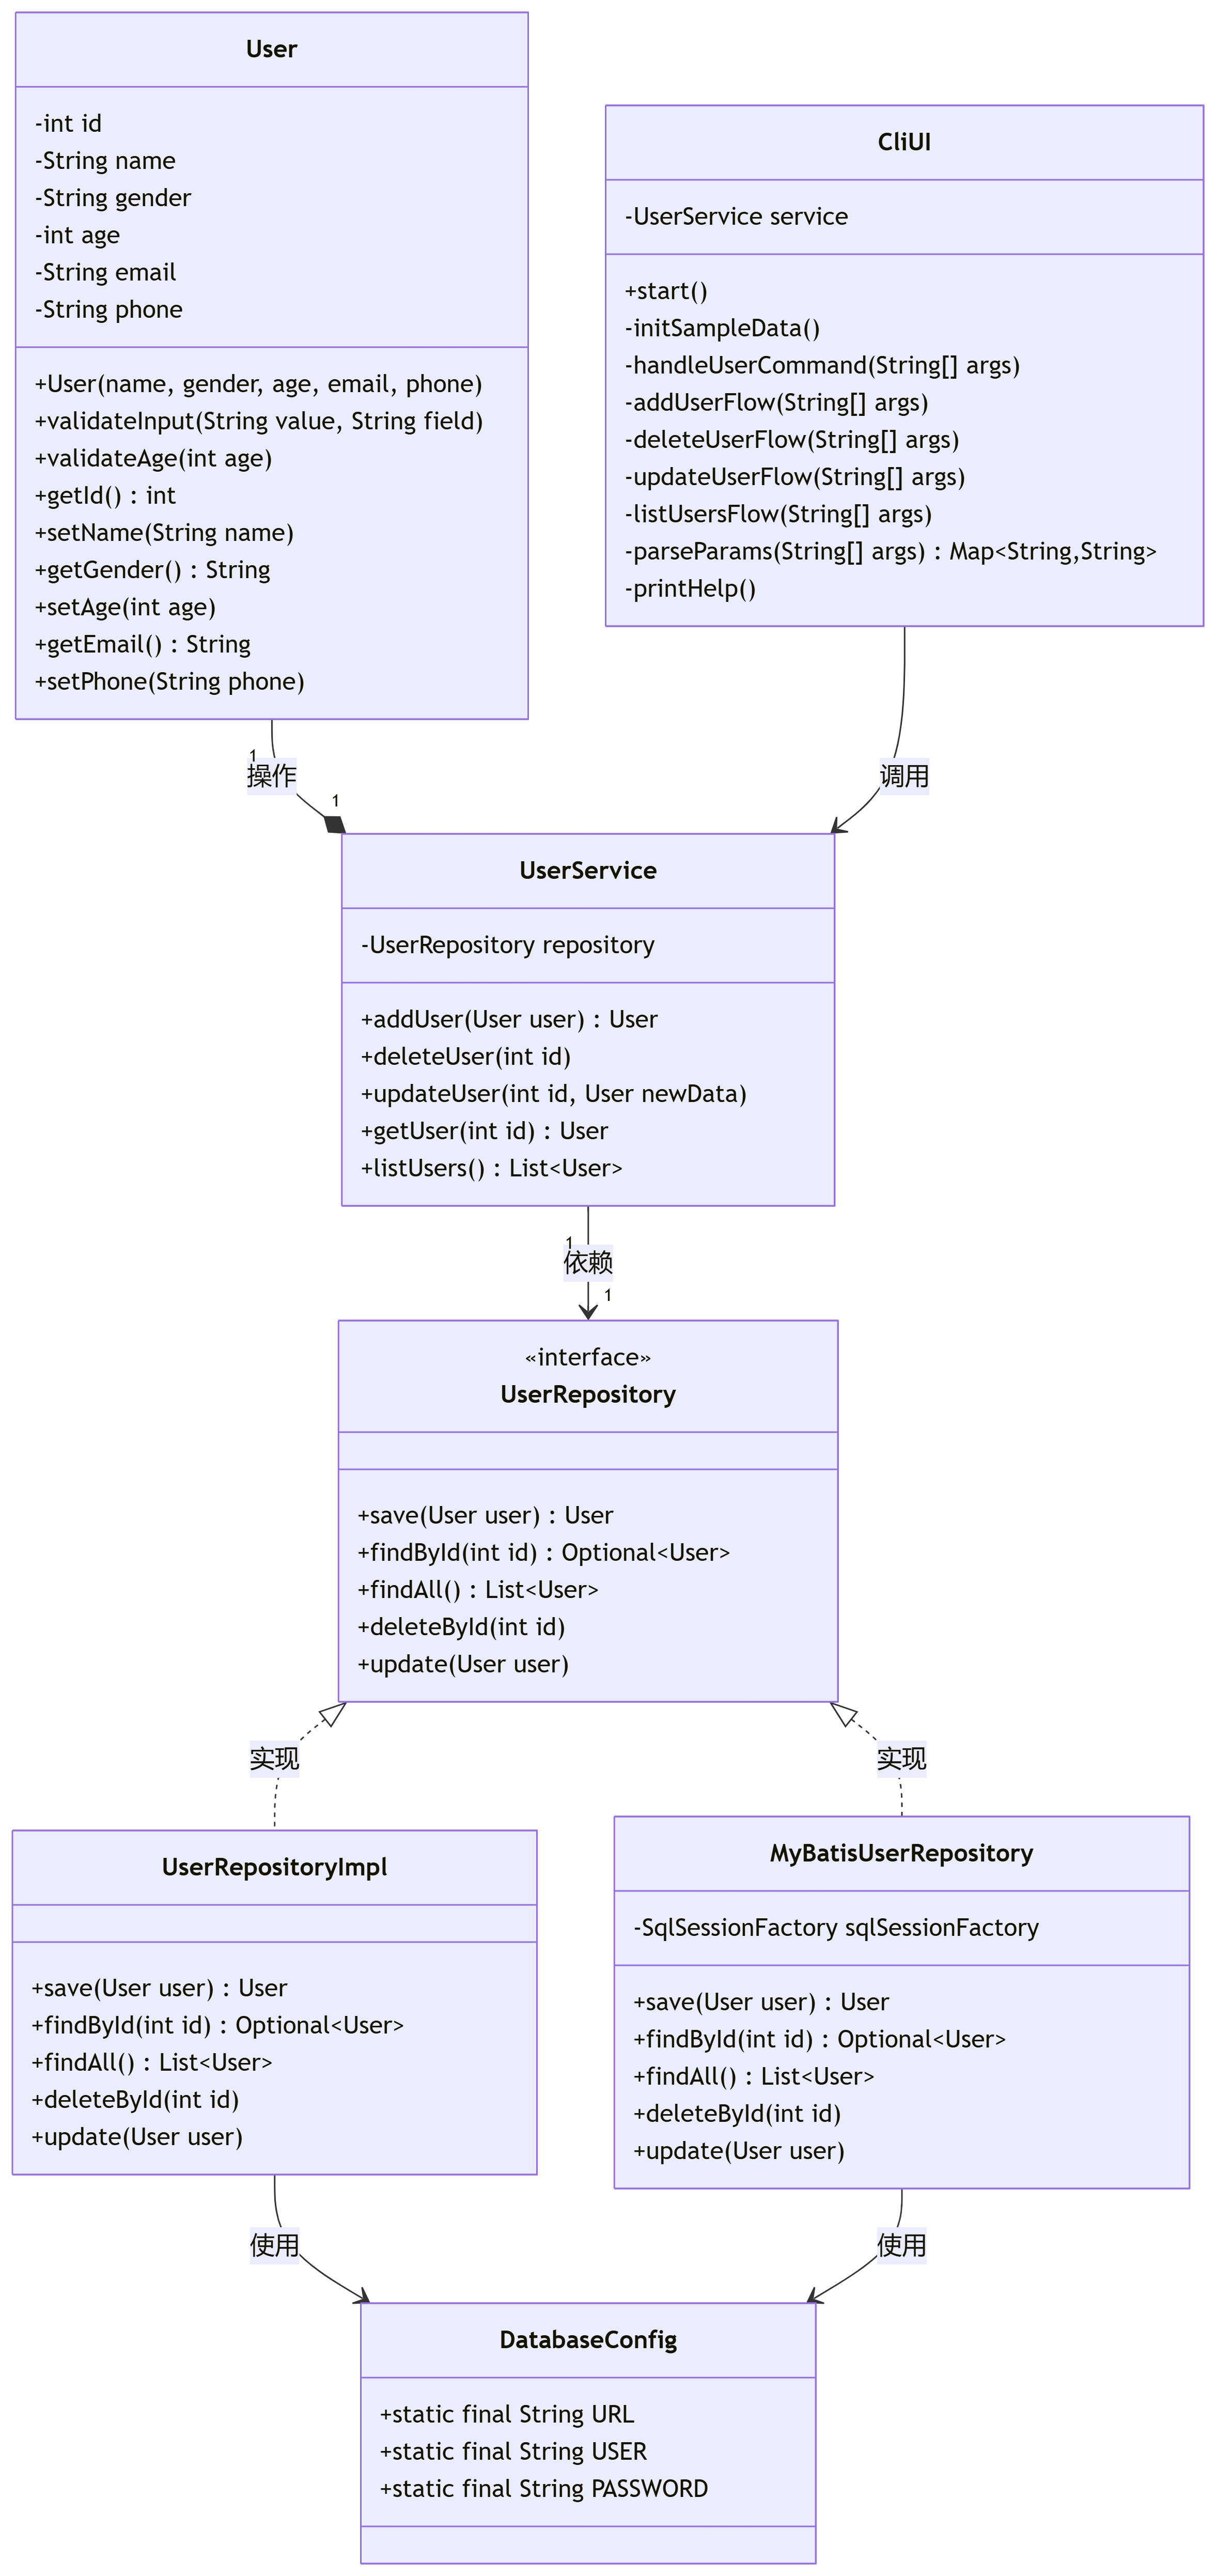 User
-int id
-String name
-String gender
-int age
-String email
-String phone
+User(name, gender, age, email, phone)
+validateInput(String value, String field)
+validateAge(int age)
+getId() : int
+setName(String name)
+getGender() : String
+setAge(int age)
+getEmail() : String
+setPhone(String phone)
CliUI
-UserService service
+start()
-initSampleData()
-handleUserCommand(String[] args)
-addUserFlow(String[] args)
-deleteUserFlow(String[] args)
-updateUserFlow(String[] args)
-listUsersFlow(String[] args)
-parseParams(String[] args) : Map<String,String>
-printHelp()
1
操作
1
调用
UserService
-UserRepository repository
+addUser(User user) : User
+deleteUser(int id)
+updateUser(int id, User newData)
+getUser(int id) : User
+listUsers() : List<User>
1
依赖
1
«interface»
UserRepository
+save(User user) : User
+findById(int id) : Optional<User>
+findAll() : List<User>
+deleteById(int id)
+update(User user)
实现
实现
UserRepositoryImpl
+save(User user) : User
+findById(int id) : Optional<User>
+findAll() : List<User>
+deleteById(int id)
+update(User user)
MyBatisUserRepository
-SqlSessionFactory sqlSessionFactory
+save(User user) : User
+findById(int id) : Optional<User>
+findAll() : List<User>
+deleteById(int id)
+update(User user)
使用
使用
DatabaseConfig
+static final String URL
+static final String USER
+static final String PASSWORD